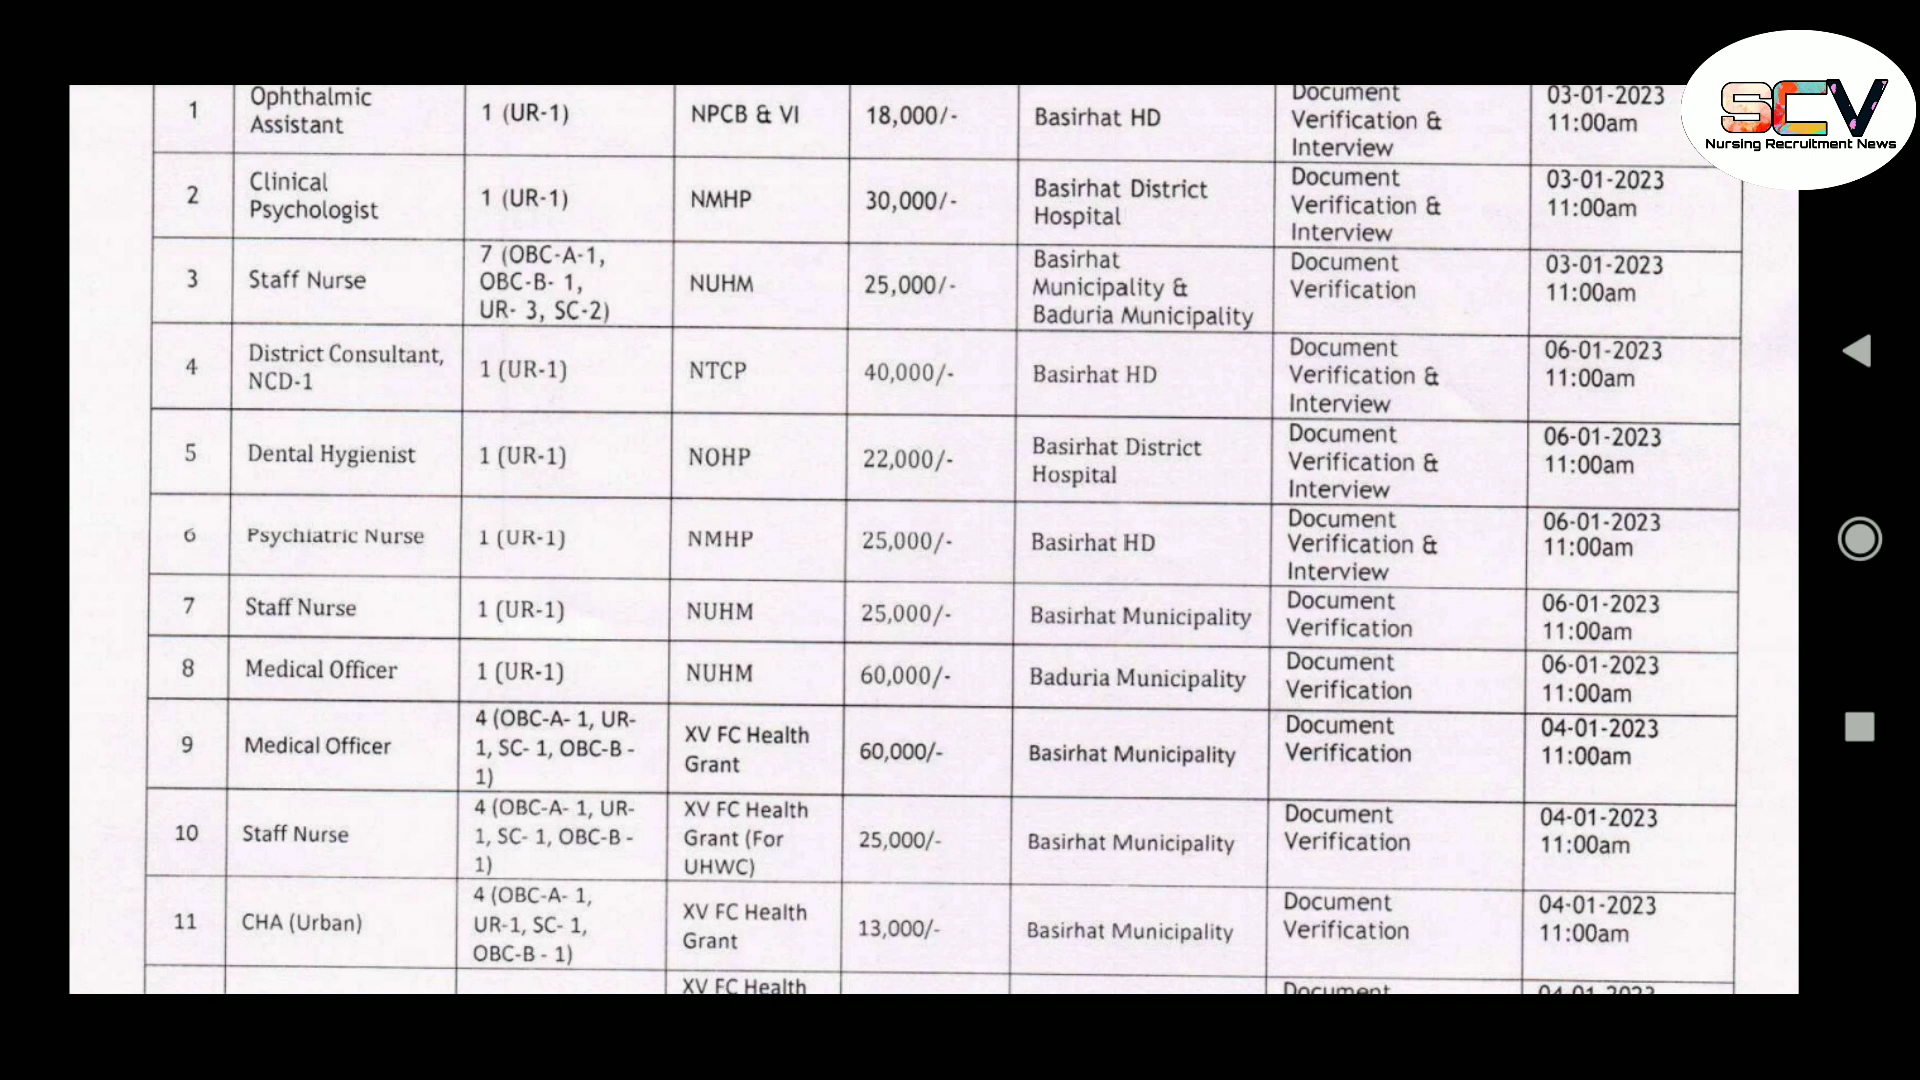 1
Ophthalmic
Assistant
1 (UR-1)
NPCB & VI
18,000/-
Basirhat HD
Document
Verification &
Interview
03-01-2023
11:00am
SCV
Nursing Recruitment News
2
Clinical
Psychologist
1 (UR-1)
NMHP
30,000/-
Basirhat District
Hospital
Document
Verification &
Interview
03-01-2023
11:00am
3
Staff Nurse
7 (OBC-A-1,
OBC-B- 1,
UR- 3, SC-2)
NUHM
25,000/-
Basirhat
Municipality &
Baduria Municipality
Document
Verification
03-01-2023
11:00am
4
District Consultant,
NCD-1
1 (UR-1)
NTCP
40,000/-
Basirhat HD
Document
Verification &
Interview
06-01-2023
11:00am
5
Dental Hygienist
1 (UR-1)
NOHP
22,000/-
Basirhat District
Hospital
Document
Verification &
Interview
06-01-2023
11:00am
6
Psychiatric Nurse
1 (UR-1)
NMHP
25,000/-
Basirhat HD
Document
Verification &
Interview
06-01-2023
11:00am
7
Staff Nurse
1 (UR-1)
NUHM
25,000/-
Basirhat Municipality
Document
Verification
06-01-2023
11:00am
8
Medical Officer
1 (UR-1)
NUHM
60,000/-
Baduria Municipality
Document
Verification
06-01-2023
11:00am
9
Medical Officer
4 (OBC-A- 1, UR-
1, SC- 1, OBC-B -
1)
XV FC Health
Grant
60,000/-
Basirhat Municipality
Document
Verification
04-01-2023
11:00am
10
Staff Nurse
4 (OBC-A- 1, UR-
1, SC- 1, OBC-B -
1)
XV FC Health
Grant (For
UHWC)
25,000/-
Basirhat Municipality
Document
Verification
04-01-2023
11:00am
11
CHA (Urban)
4 (OBC-A- 1,
UR-1, SC- 1,
OBC-B - 1)
XV FC Health
Grant
13,000/-
Basirhat Municipality
Document
Verification
04-01-2023
11:00am
XV FC Health
Document
04-01-2023